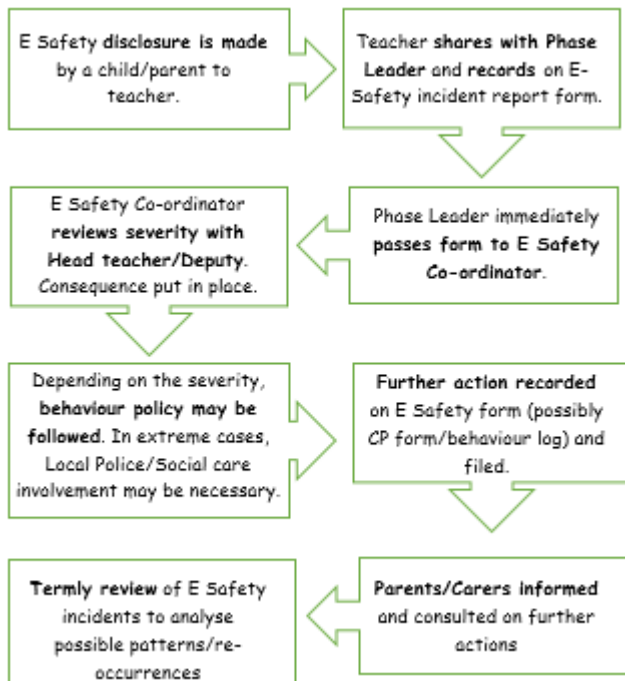 E Safety disclosure is made
by a child/parent to
teacher.
Teacher shares with Phase
Leader and records on E-
Safety incident report form.
Phase Leader immediately
passes form to E Safety
Co-ordinator.
E Safety Co-ordinator
reviews severity with
Head teacher/Deputy.
Consequence put in place.
Depending on the severity,
behaviour policy may be
followed. In extreme cases,
Local Police/Social care
involvement may be necessary.
Further action recorded
on E Safety form (possibly
CP form/behaviour log) and
filed.
Parents/Carers informed
and consulted on further
actions
Termly review of E Safety
incidents to analyse
possible patterns/re-
occurrences